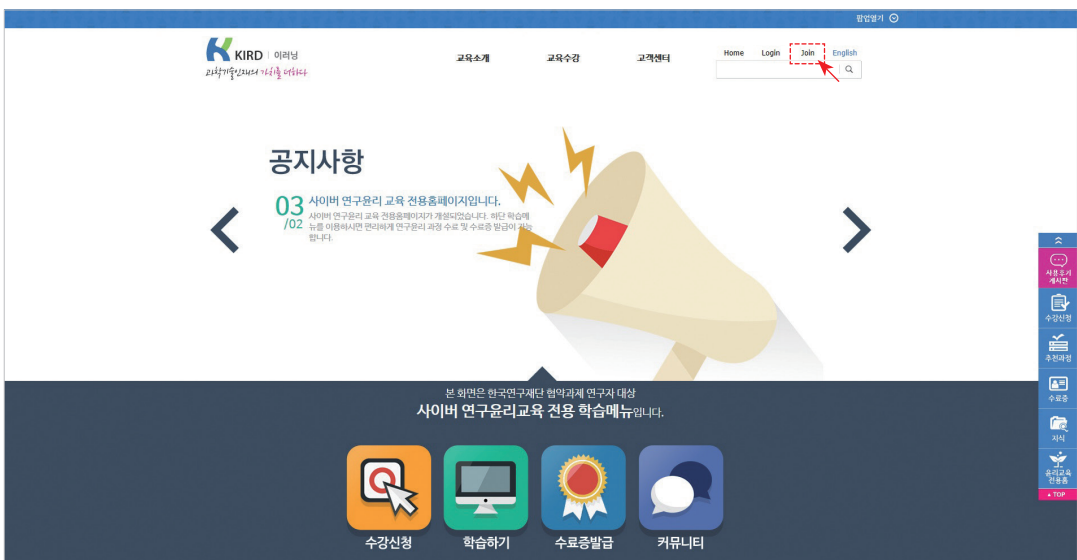 팝업열기
KIRD 이러닝
과학기술인재의 가치를 더하다
교육소개 교육수강 고객센터
Home Login Join English
공지사항
03
/02
사이버 연구윤리 교육 전용홈페이지입니다.
사이버 연구윤리 교육 전용홈페이지가 개설되었습니다. 하단 학습메
뉴를 이용하시면 편리하게 연구윤리 과정 수료 및 수료증 발급이 가능
합니다.
사용후기
게시판
수강신청
추천과정
수료증
지식
윤리교육
전용홈
TOP
본 화면은 한국연구재단 협약과제 연구자 대상
사이버 연구윤리교육 전용 학습메뉴입니다.
수강신청 학습하기 수료증발급 커뮤니티